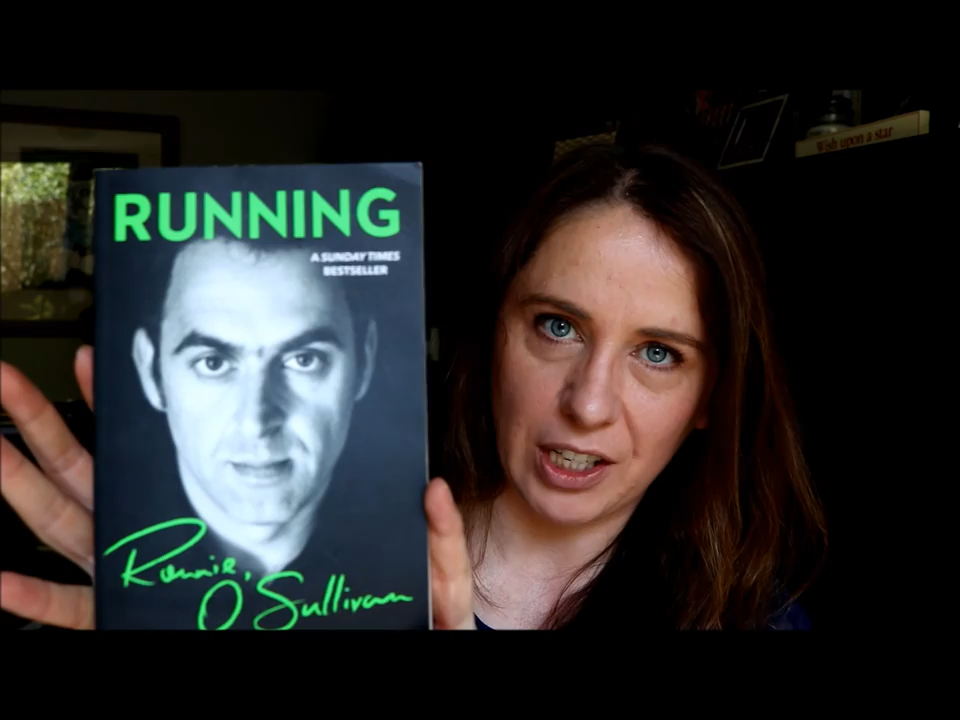 RUNNING
A SUNDAY TIMES
BESTSELLER
Ronnie
O'Sullivan
Wish upon a star